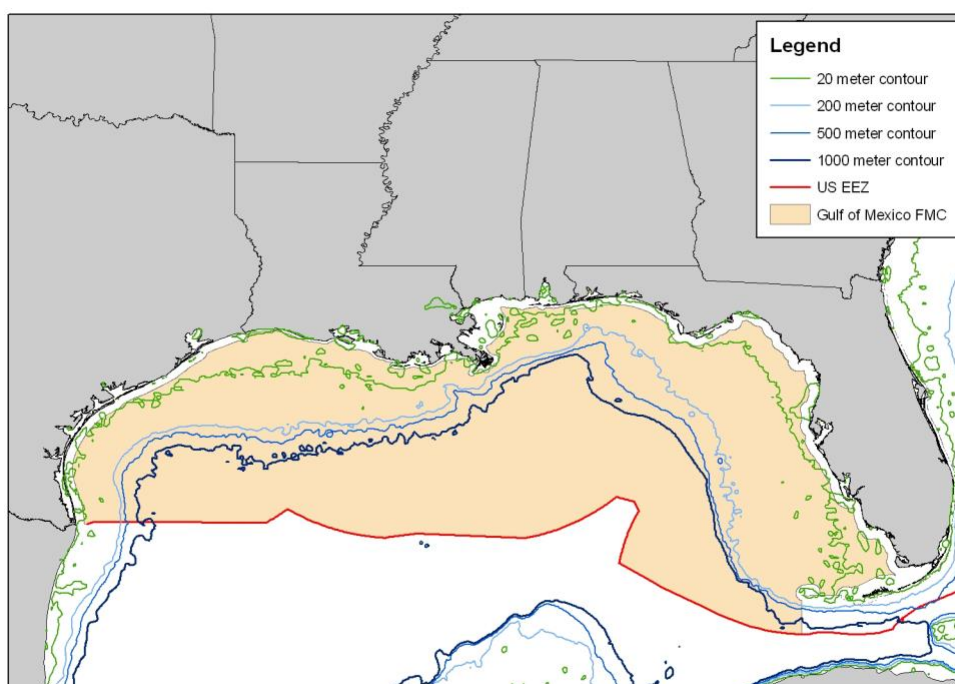 Legend
20 meter contour
200 meter contour
500 meter contour
1000 meter contour
US EEZ
Gulf of Mexico FMC